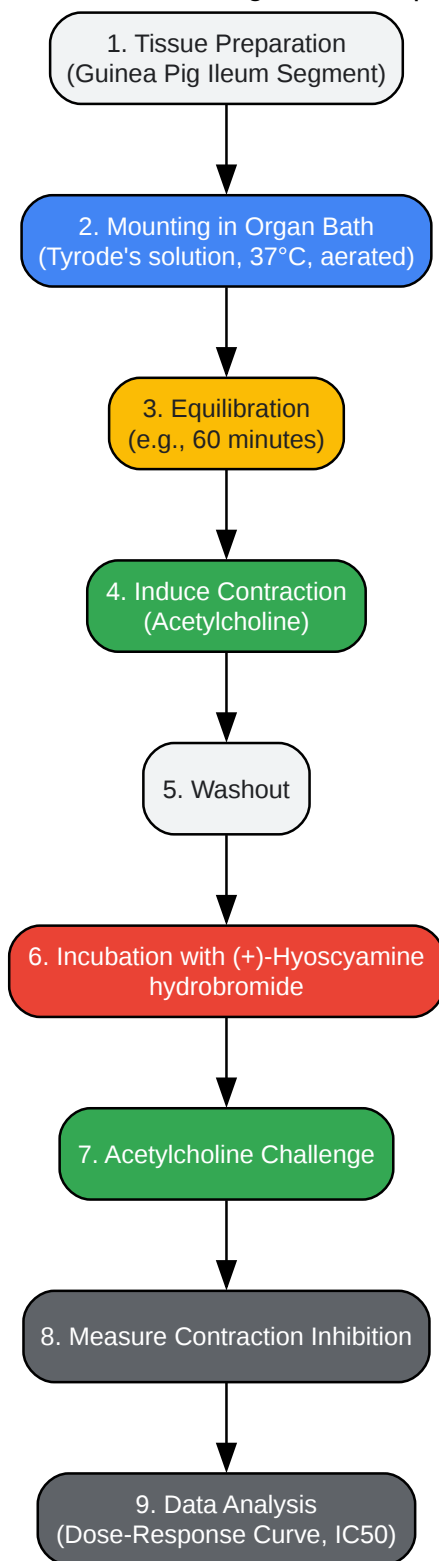 1. Tissue Preparation
(Guinea Pig Ileum Segment)
2. Mounting in Organ Bath
(Tyrode's solution, 37°C, aerated)
3. Equilibration
(e.g., 60 minutes)
4. Induce Contraction
(Acetylcholine)
5. Washout
6. Incubation with (+)-Hyoscyamine
hydrobromide
7. Acetylcholine Challenge
8. Measure Contraction Inhibition
9. Data Analysis
(Dose-Response Curve, IC50)